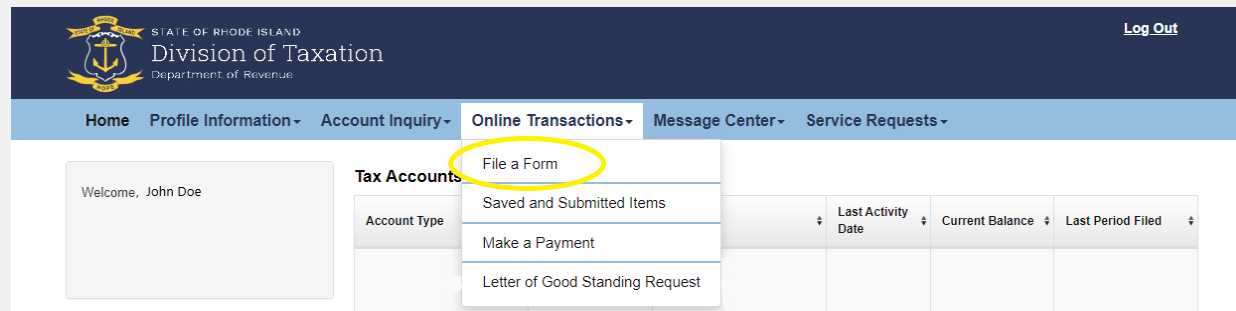 STATE OF RHODE ISLAND
Division of Taxation
Department of Revenue
HOPE
Log Out
Home Profile Information Account Inquiry Online Transactions Message Center Service Requests
Welcome, John Doe
Tax Accounts
File a Form
Saved and Submitted Items
Make a Payment
Letter of Good Standing Request
Account Type
Last Activity
Date
Current Balance
Last Period Filed